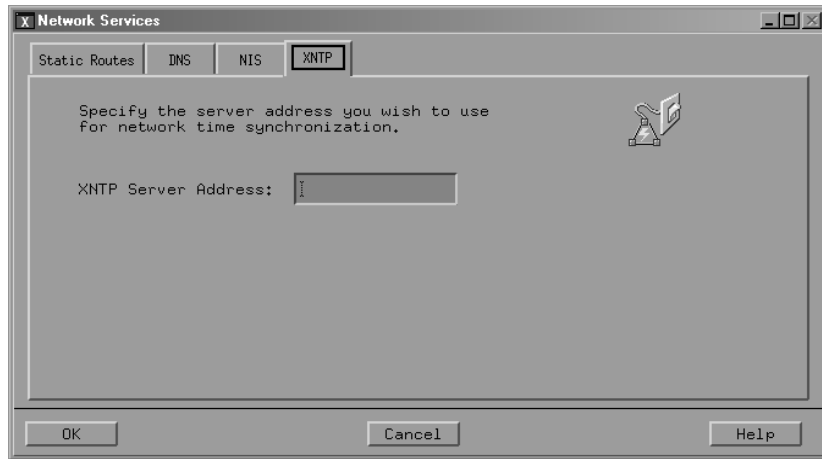 X Network Services
Static Routes DNS NIS XNTP
Specify the server address you wish to use
for network time synchronization.
XNTP Server Address:
OK Cancel Help